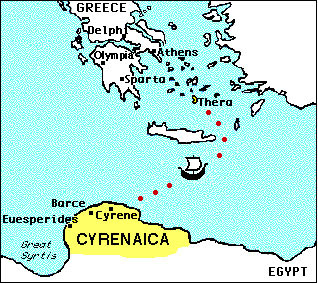 GREECE
Delphi
Athens
Olympia
Sparta
Thera
Barce
Euesperides
Cyrene
CYRENAICA
Great
Syrtis
EGYPT